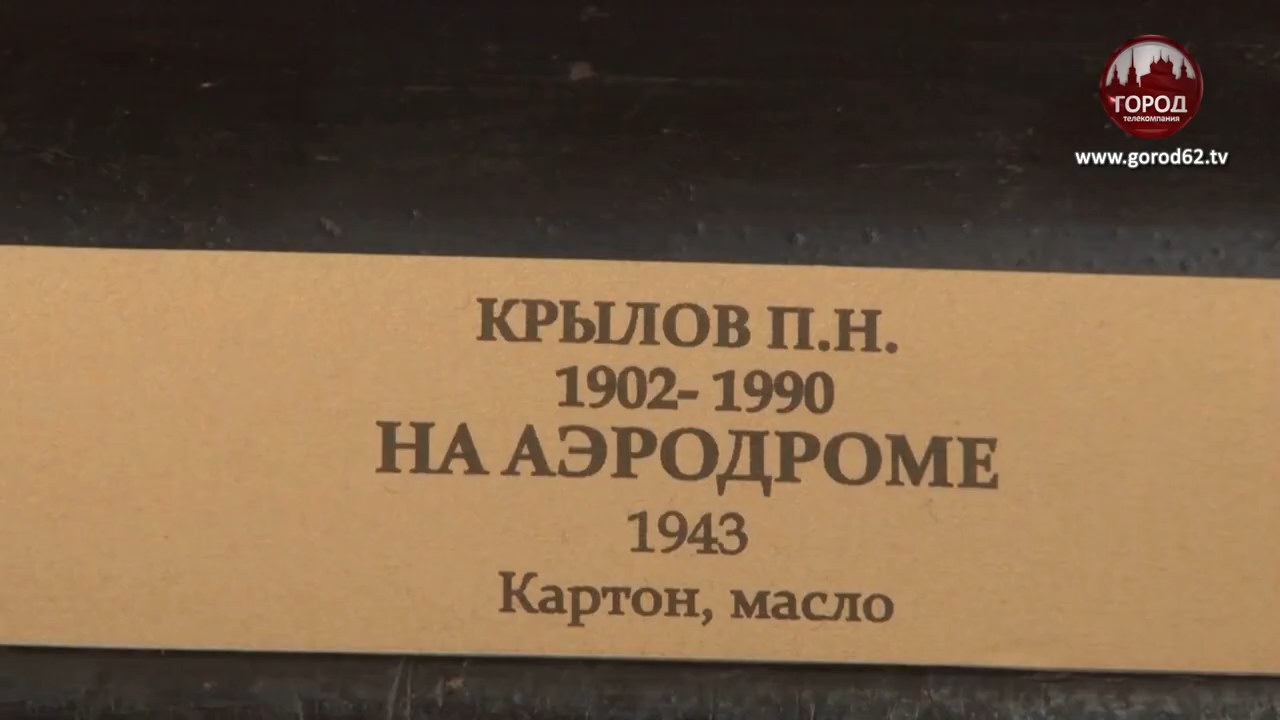 ГОРОД
телекомпания
www.gorod62.tv
КРЫЛОВ П.Н.
1902- 1990
НА АЭРОДРОМЕ
1943
Картон, масло